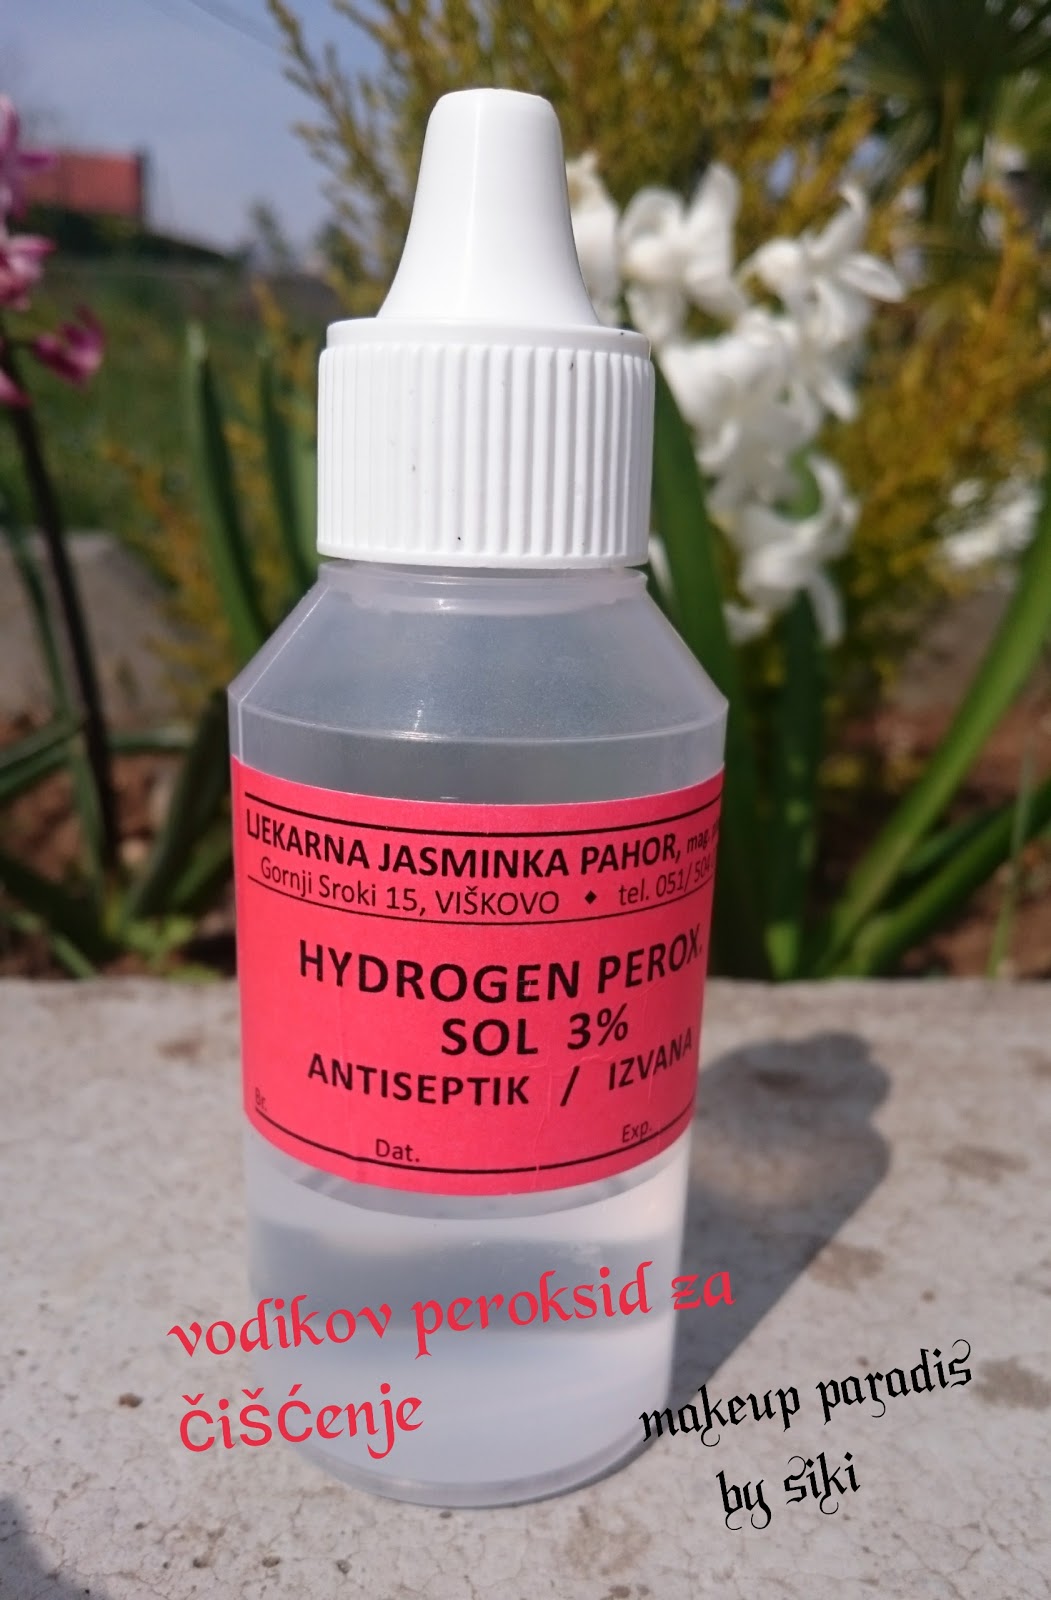 LJEKARNA JASMINKA PAHOR, mag.
Gornji Sroki 15, VIŠKOVO ♦ tel. 051/ 504
HYDROGEN PEROX.
SOL 3%
ANTISEPTIK / IZVANA
Br.
Dat.
Exp.
vodikov peroksid za
čišćenje
makeup paradis
by siki